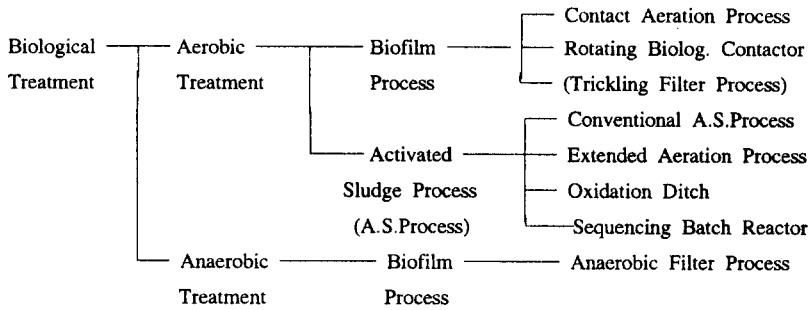 Contact Aeration Process
Biological Aerobic Biofilm Rotating Biolog. Contactor
Treatment Treatment Process (Trickling Filter Process)
Conventional A.S.Process
Activated Extended Aeration Process
Sludge Process Oxidation Ditch
(A.S.Process) Sequencing Batch Reactor
Anaerobic Biofilm Anaerobic Filter Process
Treatment Process